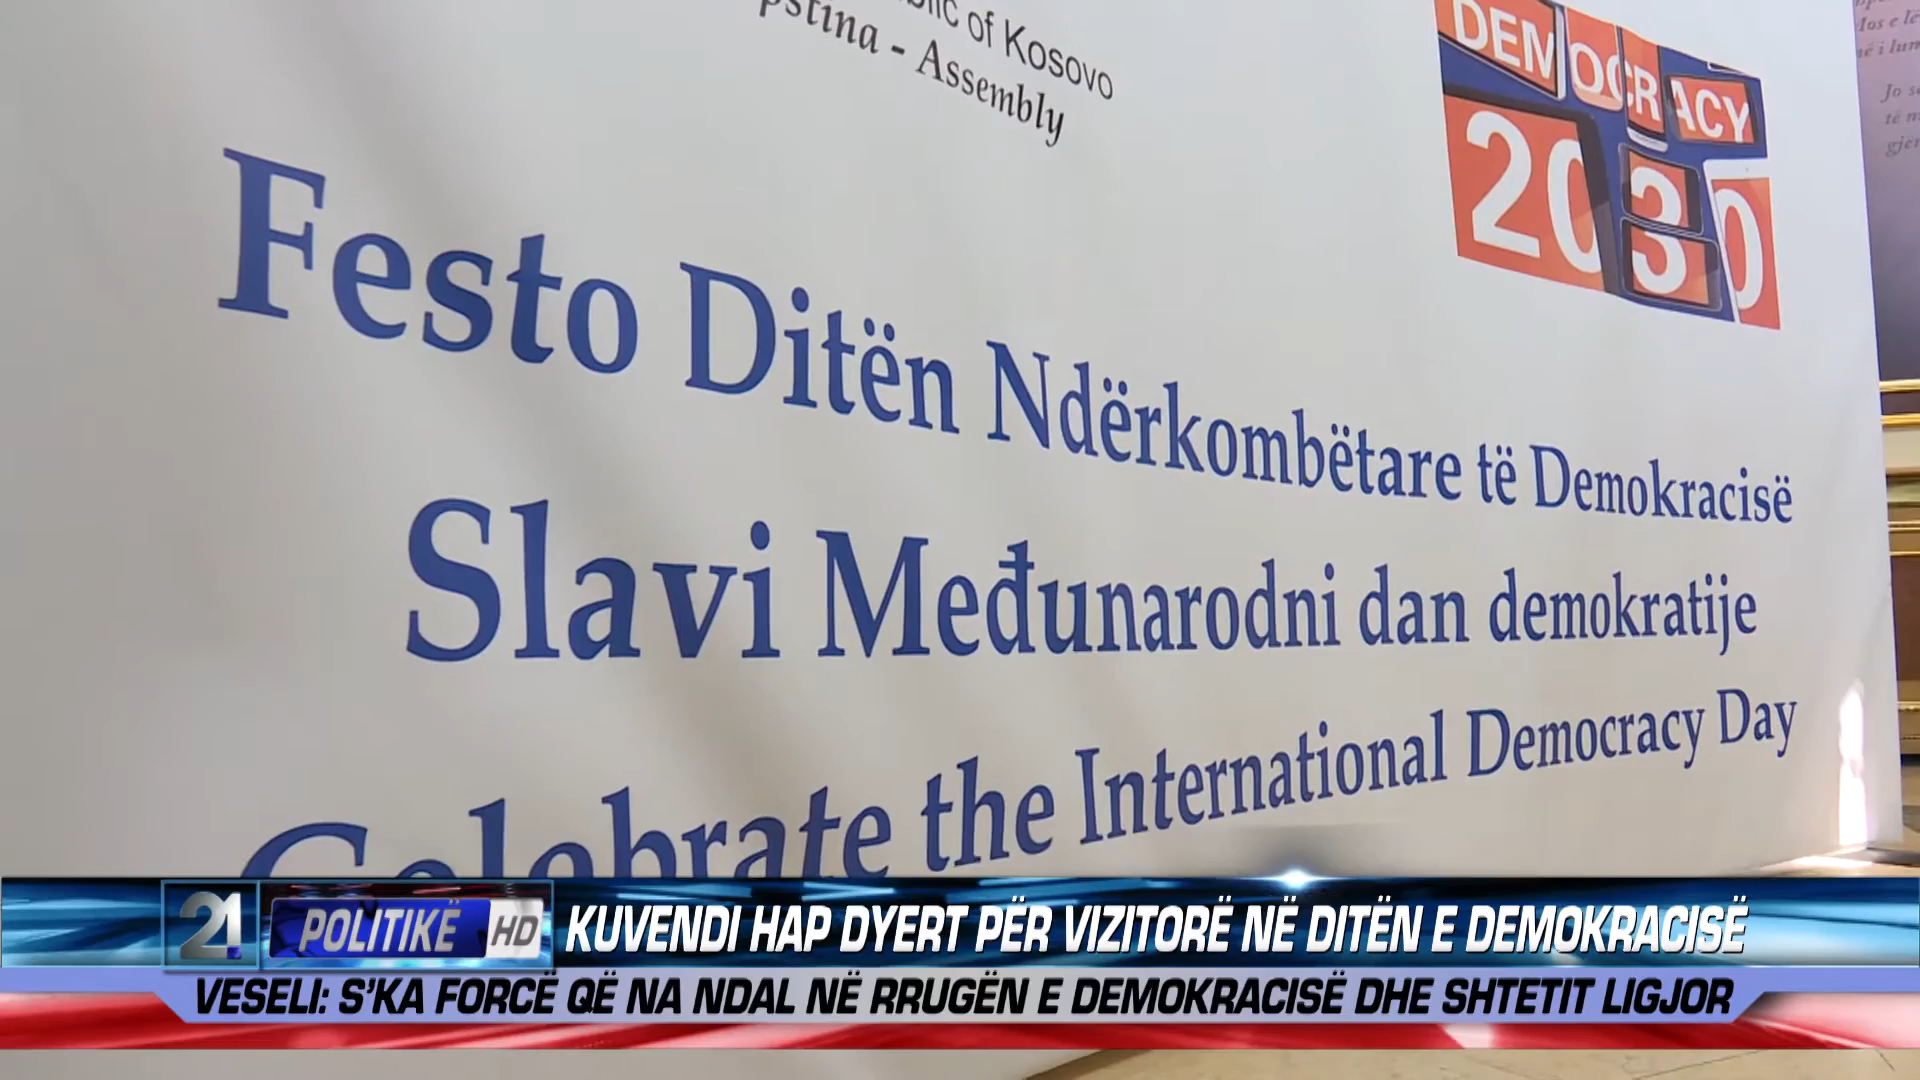 of Kosovo
- Assembly
DEMOCRACY
2030
Festo Ditën Ndërkombëtare të Demokracisë
Slavi Međunarodni dan demokratije
Celebrate the International Democracy Day
21 POLITIKË HD KUVENDI HAP DYERT PËR VIZITORË NË DITËN E DEMOKRACISË
VESELI: S'KA FORCË QË NA NDAL NË RRUGËN E DEMOKRACISË DHE SHTETIT LIGJOR